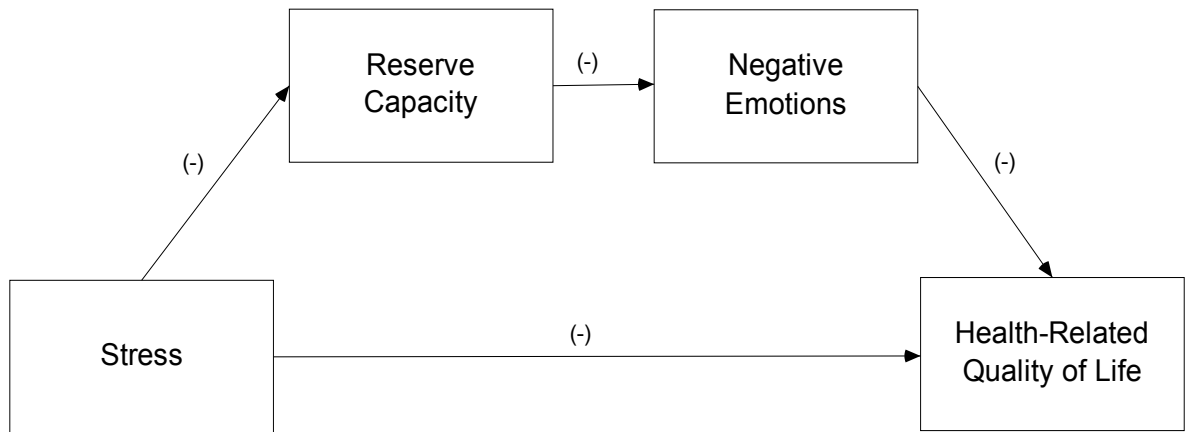 Reserve
Capacity
(-)
Negative
Emotions
(-)
(-)
Stress
(-)
Health-Related
Quality of Life